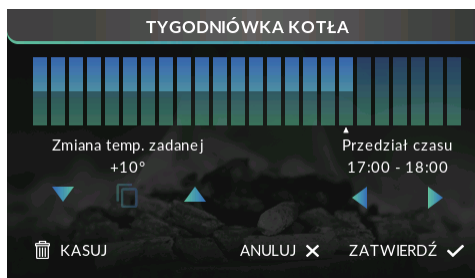 TYGODNIÓWKA KOTŁA
Zmiana temp. zadanej
+10°
Przedział czasu
17:00 - 18:00
KASUJ
ANULUJ
ZATWIERDŹ